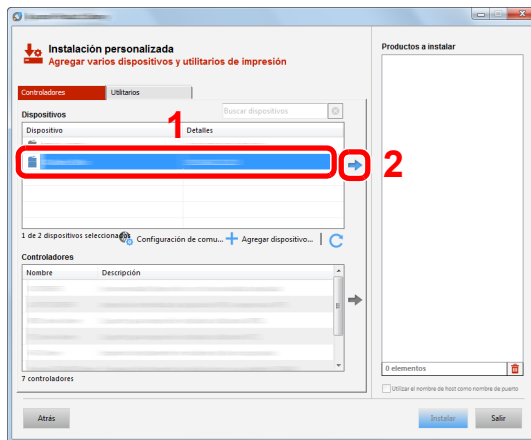 Instalación personalizada
Agregar varios dispositivos y utilitarios de impresión
Productos a instalar
Controladores
Utilitarios
Dispositivos
Buscar dispositivos
1
Dispositivo
Detalles
2
1 de 2 dispositivos seleccionados
Configuración de comu...
Agregar dispositivo...
Controladores
Nombre
Descripción
7 controladores
0 elementos
Utilizar el nombre de host como nombre de puerto
Atrás
Instalar
Salir